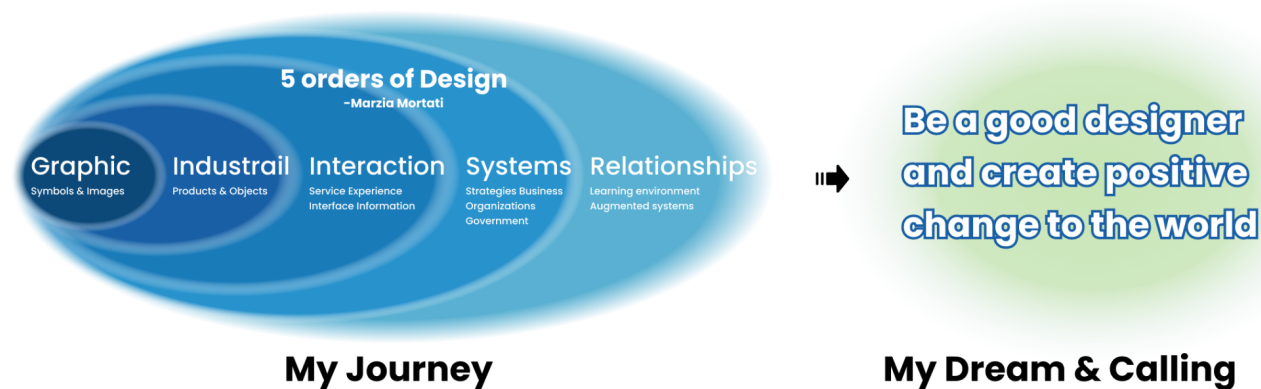 5 orders of Design
-Marzia Mortati
Graphic
Symbols & Images
Industrail
Products & Objects
Interaction
Service Experience
Interface Information
Systems
Strategies Business
Organizations
Government
Relationships
Learning environment
Augmented systems
My Journey
Be a good designer
and create positive
change to the world
My Dream & Calling